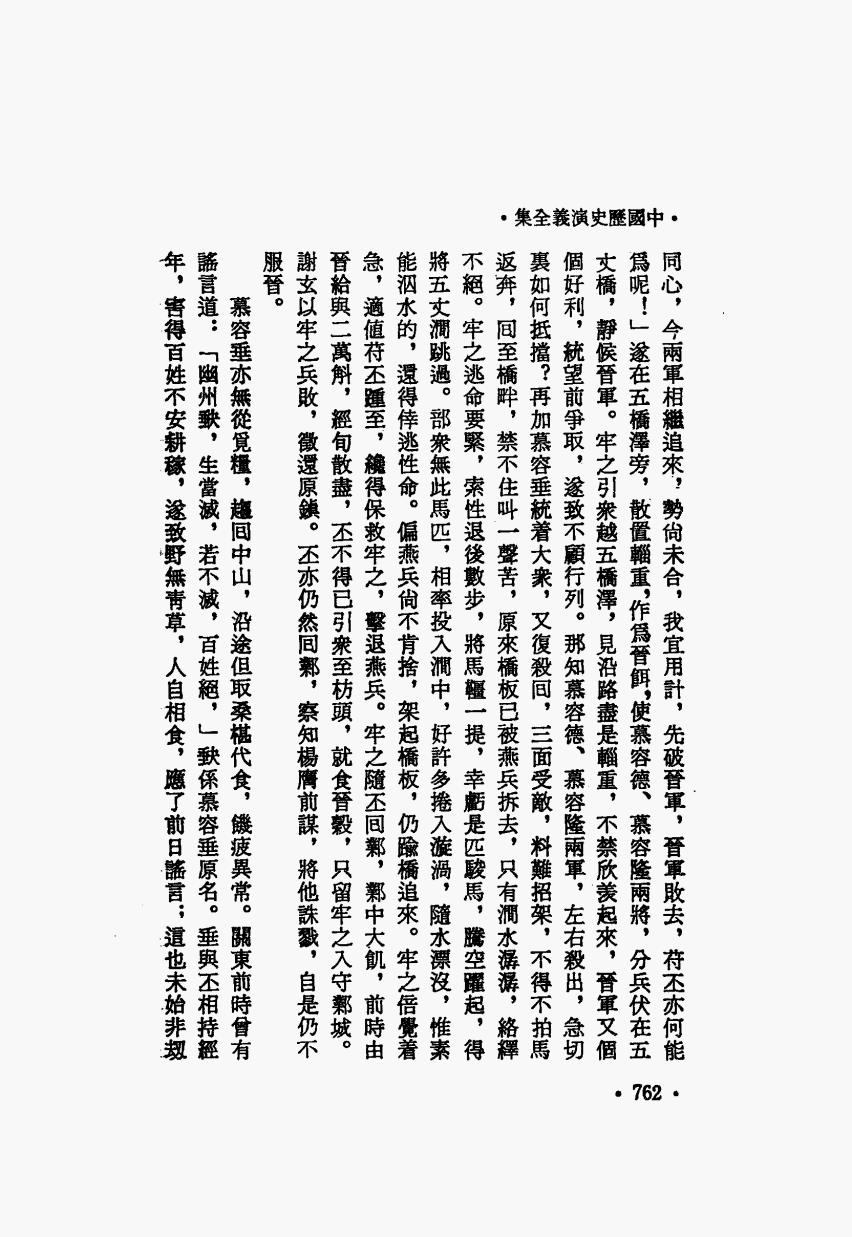 •中國歷史演義全集•
同心，今兩軍相繼追來，勢尙未合，我宜用計，先破晉軍，晉軍敗去，苻丕亦何能
爲呢！」遂在五橋澤旁，散置輜重，作爲晉餌，使慕容德、慕容隆兩將，分兵伏在五
丈橋，靜候晉軍。牢之引衆越五橋澤，見沿路盡是輜重，不禁欣羨起來，晉軍又個
個好利，統望前爭取，遂致不顧行列。那知慕容德、慕容隆兩軍，左右殺出，急切
裏如何抵擋？再加慕容垂統着大衆，又復殺回，三面受敵，料難招架，不得不拍馬
返奔，回至橋畔，禁不住叫一聲苦，原來橋板已被燕兵拆去，只有澗水潺潺，絡繹
不絕。牢之逃命要緊，索性退後數步，將馬韁一提，幸虧是匹駿馬，騰空躍起，得
將五丈澗跳過。部衆無此馬匹，相率投入澗中，好許多捲入漩渦，隨水漂沒，惟素
能泅水的，還得倖逃性命。偏燕兵尙不肯捨，架起橋板，仍踰橋追來。牢之倍覺着
急，適値苻丕踵至，纔得保救牢之，擊退燕兵。牢之隨丕回鄴，鄴中大飢，前時由
晉給與二萬斛，經旬散盡，丕不得已引衆至枋頭，就食晉穀，只留牢之入守鄴城。
謝玄以牢之兵敗，徵還原鎮。丕亦仍然回鄴，察知楊膺前謀，將他誅戮，自是仍不
服晉。
慕容垂亦無從覓糧，趨回中山，沿途但取桑椹代食，饑疲異常。關東前時曾有
謠言道：「幽州𡙇，生當滅，若不滅，百姓絕，」𡙇係慕容垂原名。垂與丕相持經
年，害得百姓不安耕稼，遂致野無靑草，人自相食，應了前日謠言；這也未始非刼
•762•